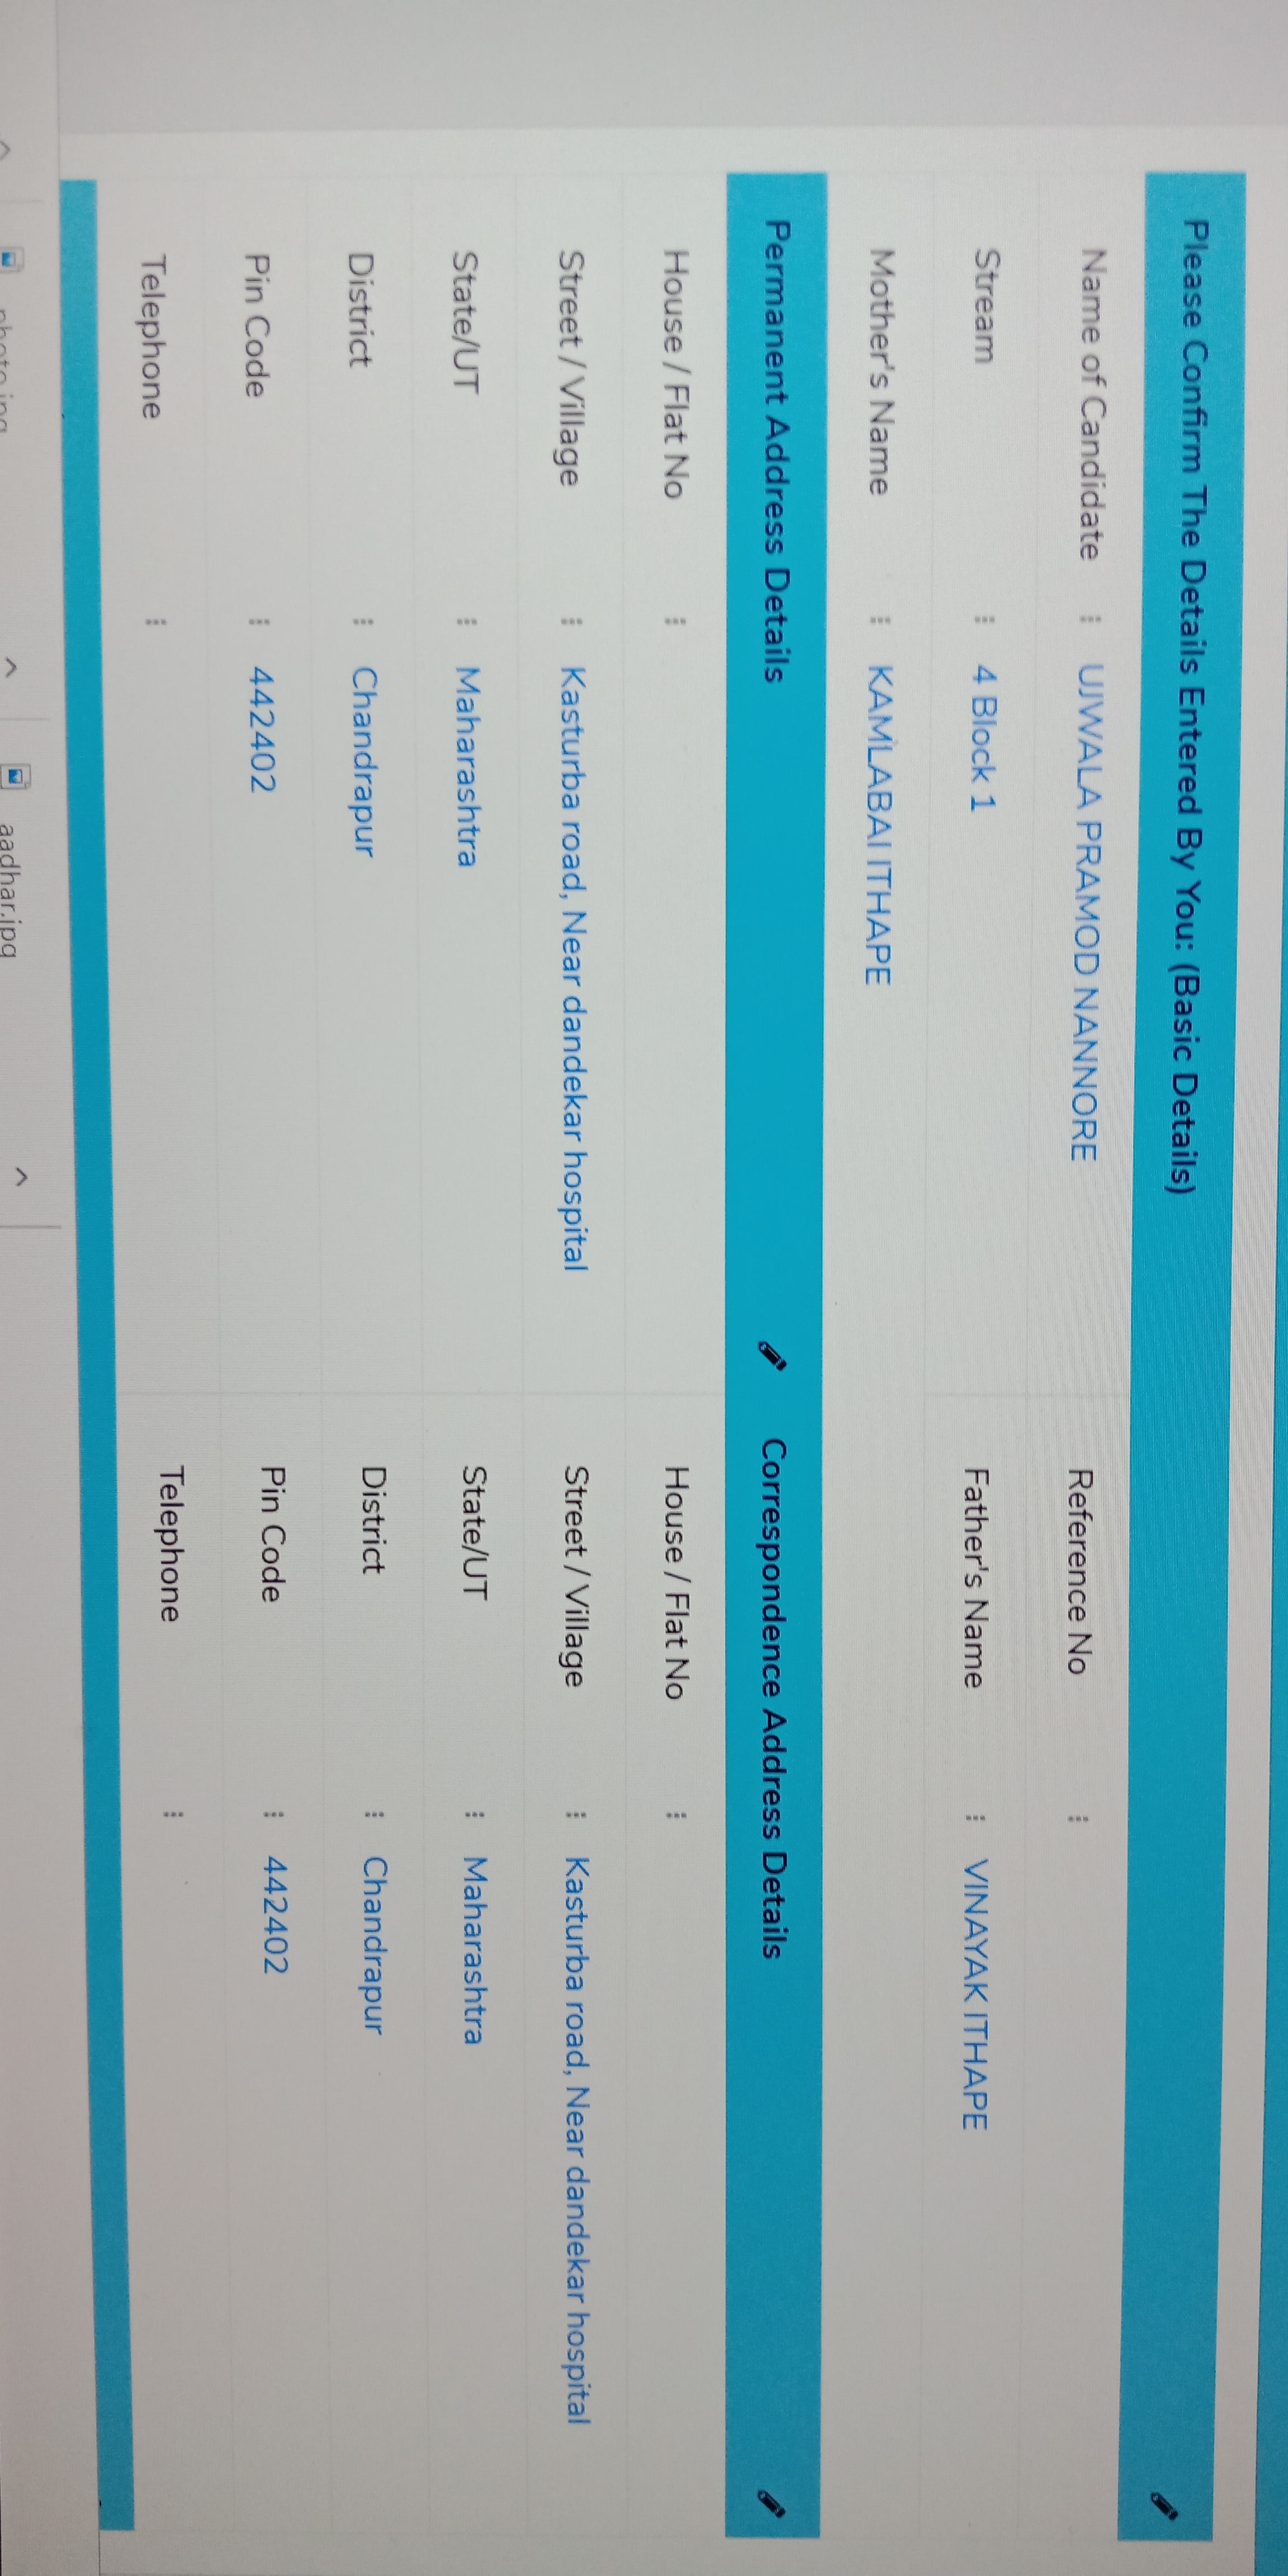 Please Confirm The Details Entered By You: (Basic Details)
Name of Candidate : UJWALA PRAMOD NANNORE Reference No :
Stream : 4 Block 1 Father's Name : VINAYAK ITHAPE
Mother's Name : KAMLABAI ITHAPE
Permanent Address Details Correspondence Address Details
House / Flat No : House / Flat No :
Street / Village : Kasturba road, Near dandekar hospital Street / Village : Kasturba road, Near dandekar hospital
State/UT : Maharashtra State/UT : Maharashtra
District : Chandrapur District : Chandrapur
Pin Code : 442402 Pin Code : 442402
Telephone : Telephone :
photo.jpg aadhar.jpg